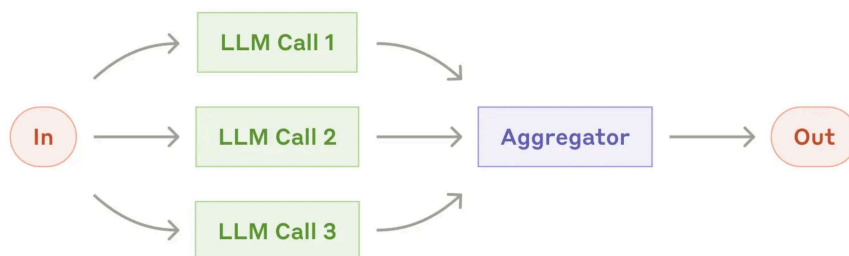 LLM Call 1
In
LLM Call 2
Aggregator
Out
LLM Call 3